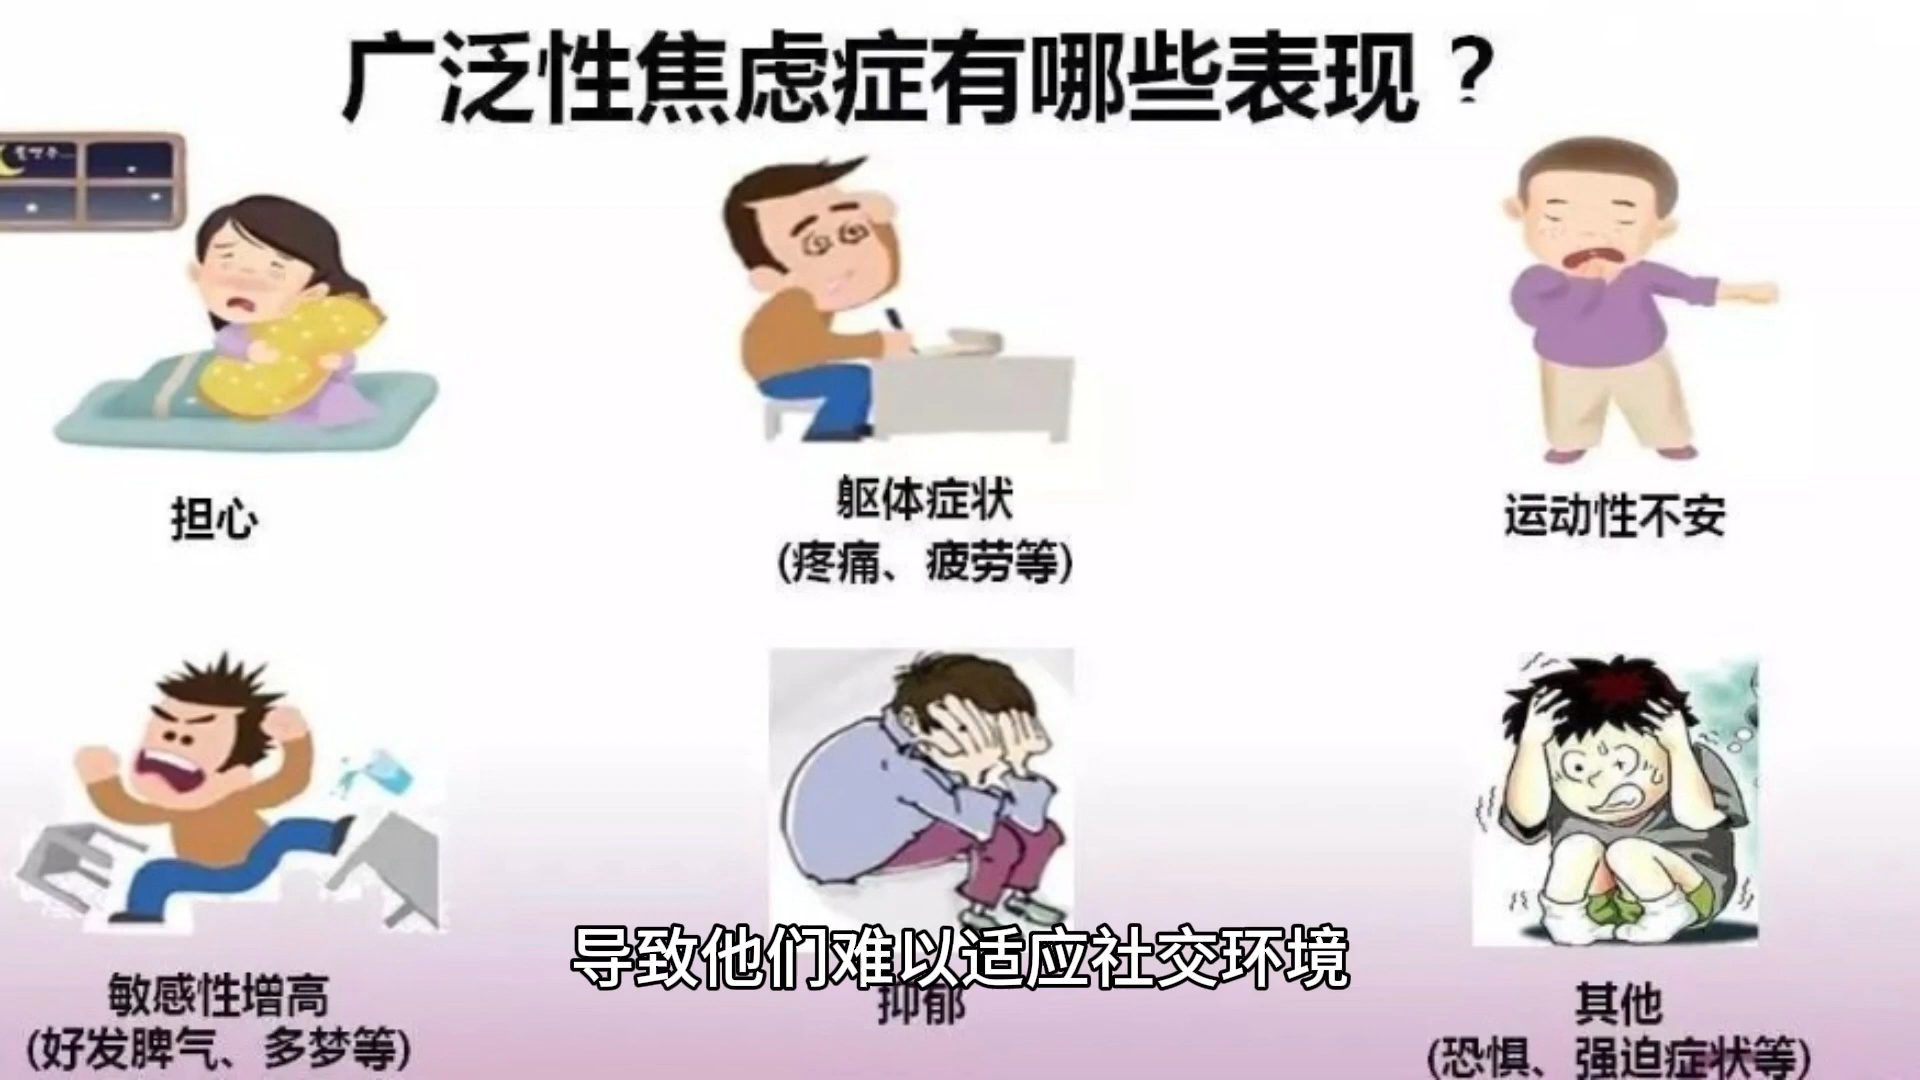 广泛性焦虑症有哪些表现？
担心
躯体症状
(疼痛、疲劳等)
运动性不安
敏感性增高
(好发脾气、多梦等)
抑郁
其他
(恐惧、强迫症状等)
导致他们难以适应社交环境